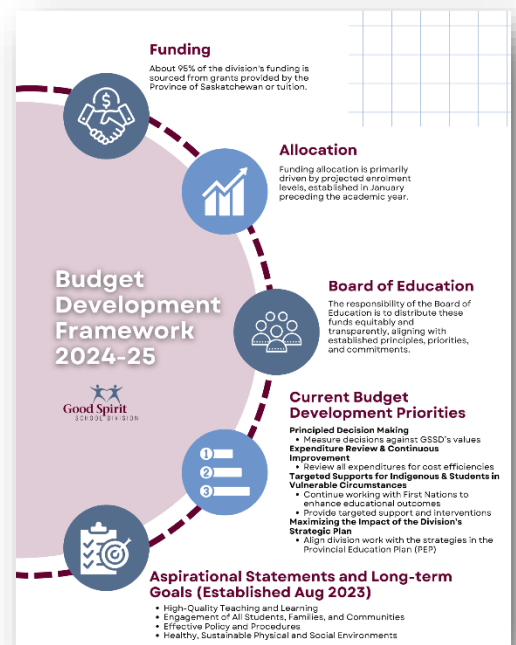 Funding
About 95% of the division's funding is
sourced from grants provided by the
Province of Saskatchewan or tuition.
Allocation
Funding allocation is primarily
driven by projected enrolment
levels, established in January
preceding the academic year.
Budget
Development
Framework
2024-25
Good Spirit
SCHOOL DIVISION
Board of Education
The responsibility of the Board of
Education is to distribute these
funds equitably and
transparently, aligning with
established principles, priorities,
and commitments.
1
2
3
Current Budget
Development Priorities
Principled Decision Making
• Measure decisions against GSSD's values
Expenditure Review & Continuous
Improvement
• Review all expenditures for cost efficiencies
Targeted Supports for Indigenous & Students in
Vulnerable Circumstances
• Continue working with First Nations to
enhance educational outcomes
• Provide targeted support and interventions
Maximizing the Impact of the Division's
Strategic Plan
• Align division work with the strategies in the
Provincial Education Plan (PEP)
Aspirational Statements and Long-term
Goals (Established Aug 2023)
• High-Quality Teaching and Learning
• Engagement of All Students, Families, and Communities
• Effective Policy and Procedures
• Healthy, Sustainable Physical and Social Environments